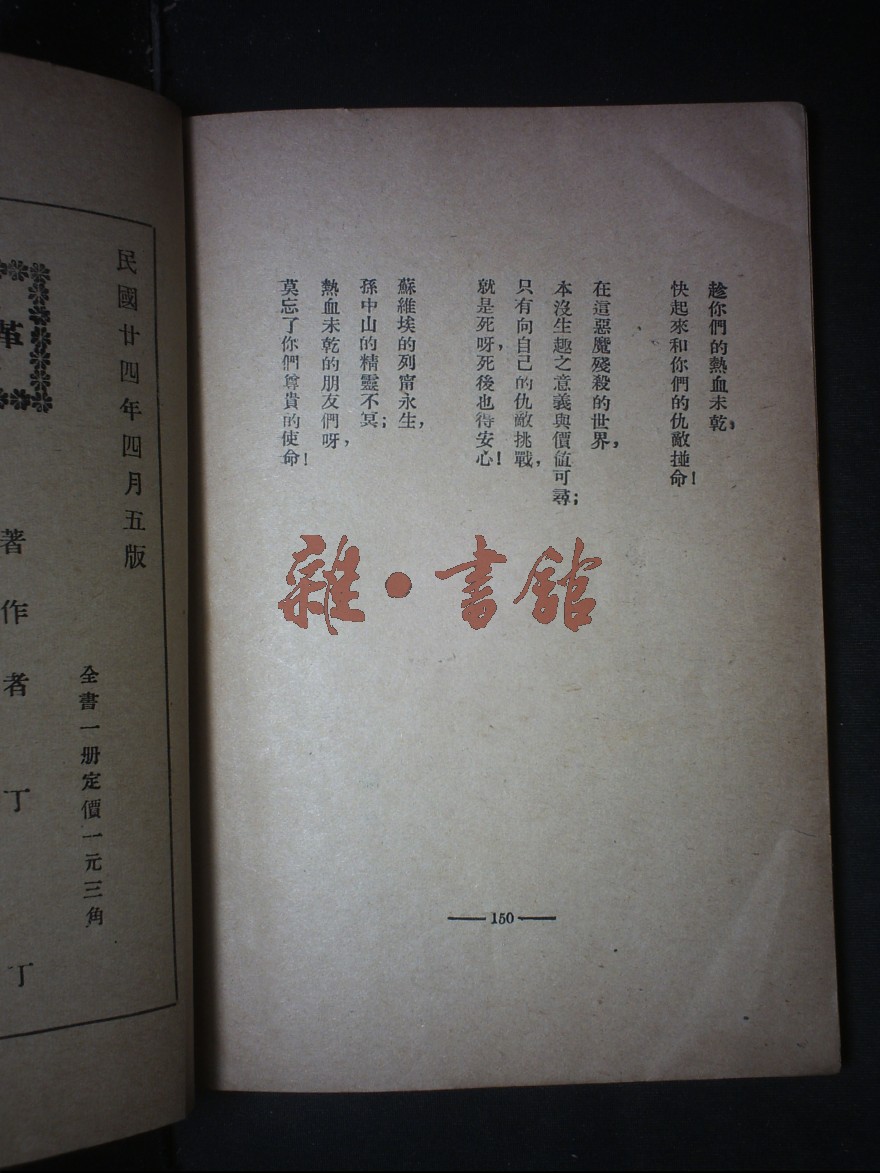 趁你們的熱血未乾，
快起來和你們的仇敵掽命！
在這惡魔殘殺的世界，
本沒生趣之意義與價值可尋；
只有向自己的仇敵挑戰，
就是死呀，死後也得安心！
蘇維埃的列甯永生，
孫中山的精靈不冥；
熱血未乾的朋友們呀，
莫忘了你們尊貴的使命！
150
雜·書館
民國廿四年四月五版
全書一册定價一元三角
革
著作者 丁 丁